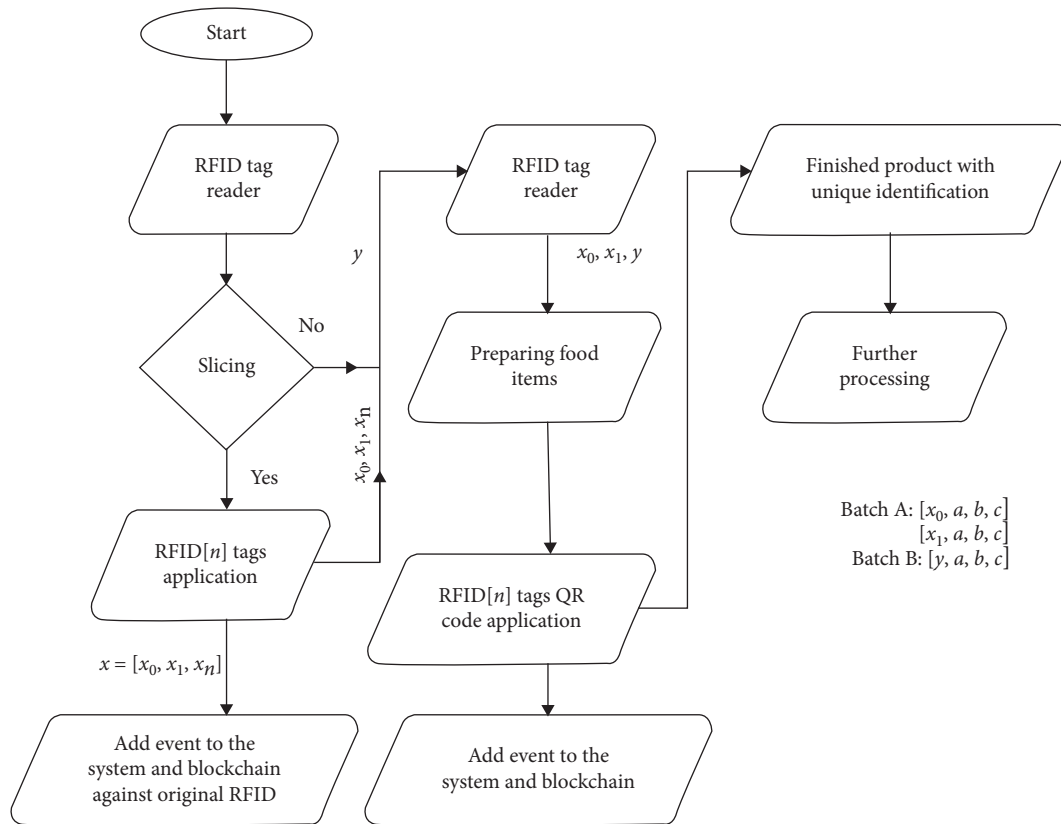 Start
RFID tag
reader
Slicing
No
Yes
y
x₀, x₁, xₙ
RFID[n] tags
application
x = [x₀, x₁, xₙ]
Add event to the
system and blockchain
against original RFID
RFID tag
reader
x₀, x₁, y
Preparing food
items
RFID[n] tags QR
code application
Add event to the
system and blockchain
Finished product with
unique identification
Further
processing
Batch A: [x₀, a, b, c]
[x₁, a, b, c]
Batch B: [y, a, b, c]